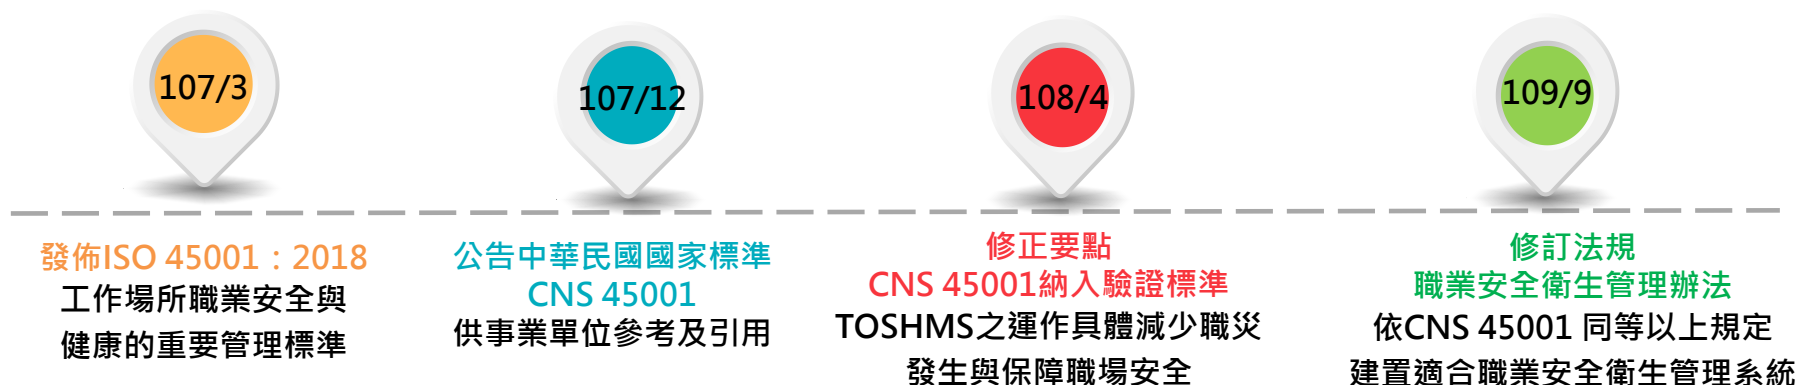 107/3
107/12
108/4
109/9
發佈ISO 45001：2018
工作場所職業安全與
健康的重要管理標準
公告中華民國國家標準
CNS 45001
供事業單位參考及引用
修正要點
CNS 45001納入驗證標準
TOSHMS之運作具體減少職災
發生與保障職場安全
修訂法規
職業安全衛生管理辦法
依CNS 45001 同等以上規定
建置適合職業安全衛生管理系統